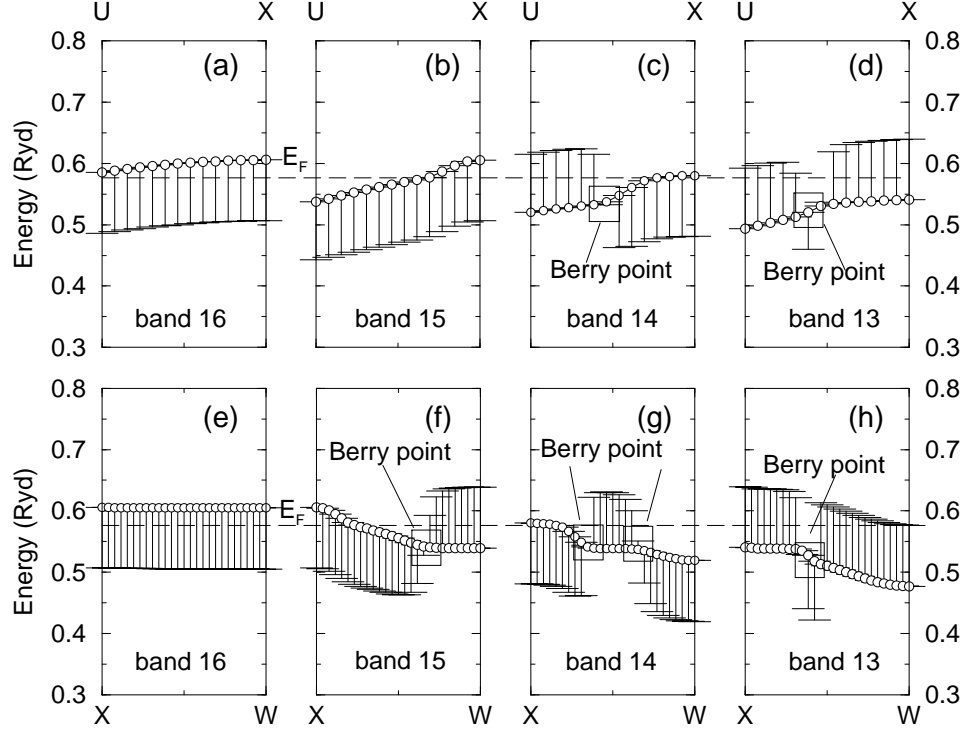 U X U X
0.8 (a) (b) (c) (d) 0.8
0.7 0.7
0.6 E_F 0.6
0.5 0.5
Berry point Berry point
0.4 0.4
band 16 band 15 band 14 band 13
0.3 0.3
Energy (Ryd)
0.8 (e) (f) (g) (h) 0.8
Berry point Berry point Berry point
0.7 0.7
0.6 E_F 0.6
0.5 0.5
0.4 0.4
band 16 band 15 band 14 band 13
0.3 0.3
Energy (Ryd)
X W X W X W X W